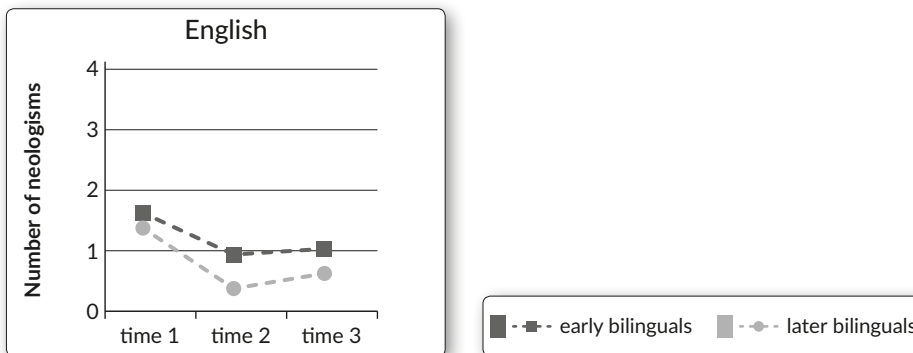 English
Number of neologisms
4
3
2
1
0
time 1 time 2 time 3
early bilinguals later bilinguals